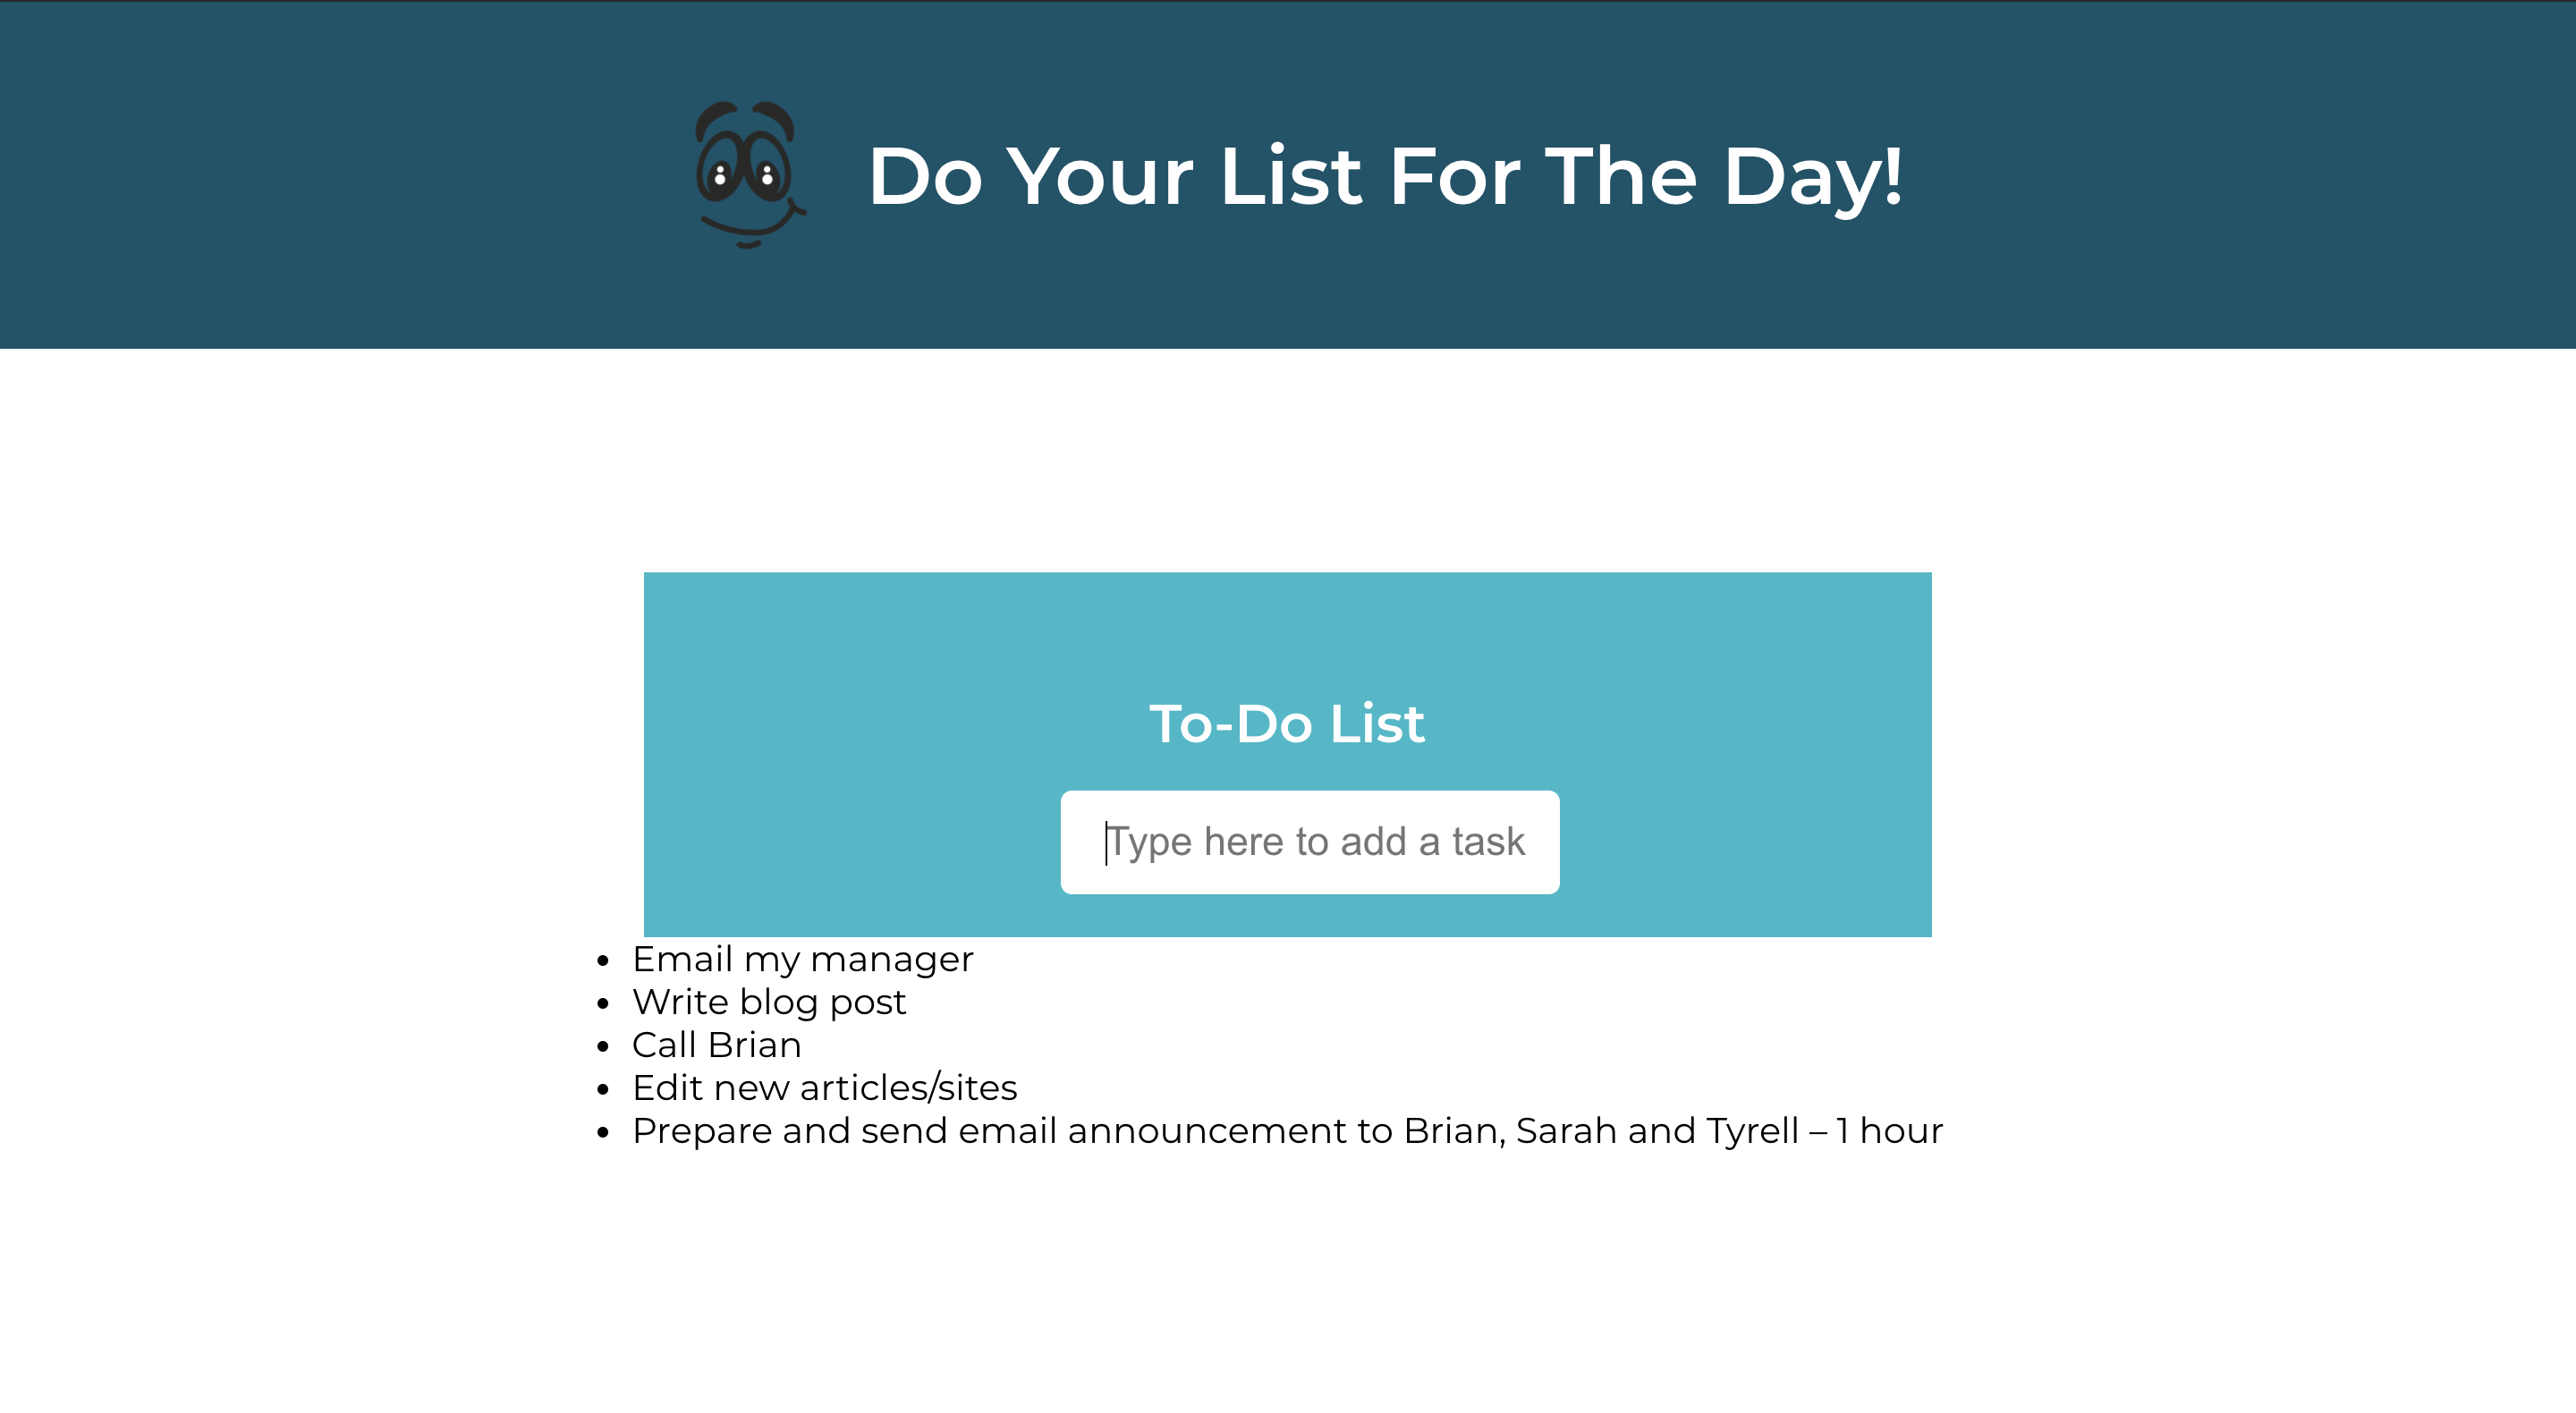 Do Your List For The Day!
To-Do List
Type here to add a task
Email my manager
Write blog post
Call Brian
Edit new articles/sites
Prepare and send email announcement to Brian, Sarah and Tyrell – 1 hour